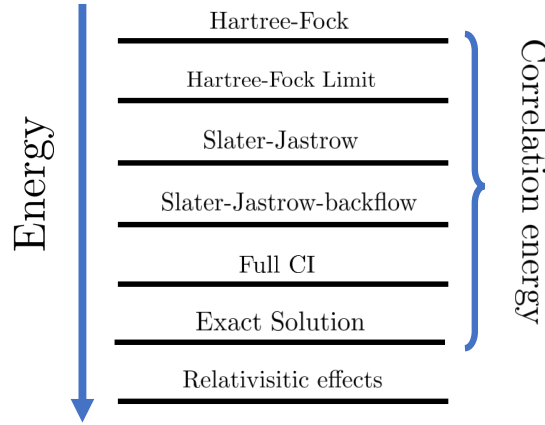 Energy
Hartree-Fock
Hartree-Fock Limit
Slater-Jastrow
Slater-Jastrow-backflow
Full CI
Exact Solution
Relativisitic effects
Correlation energy